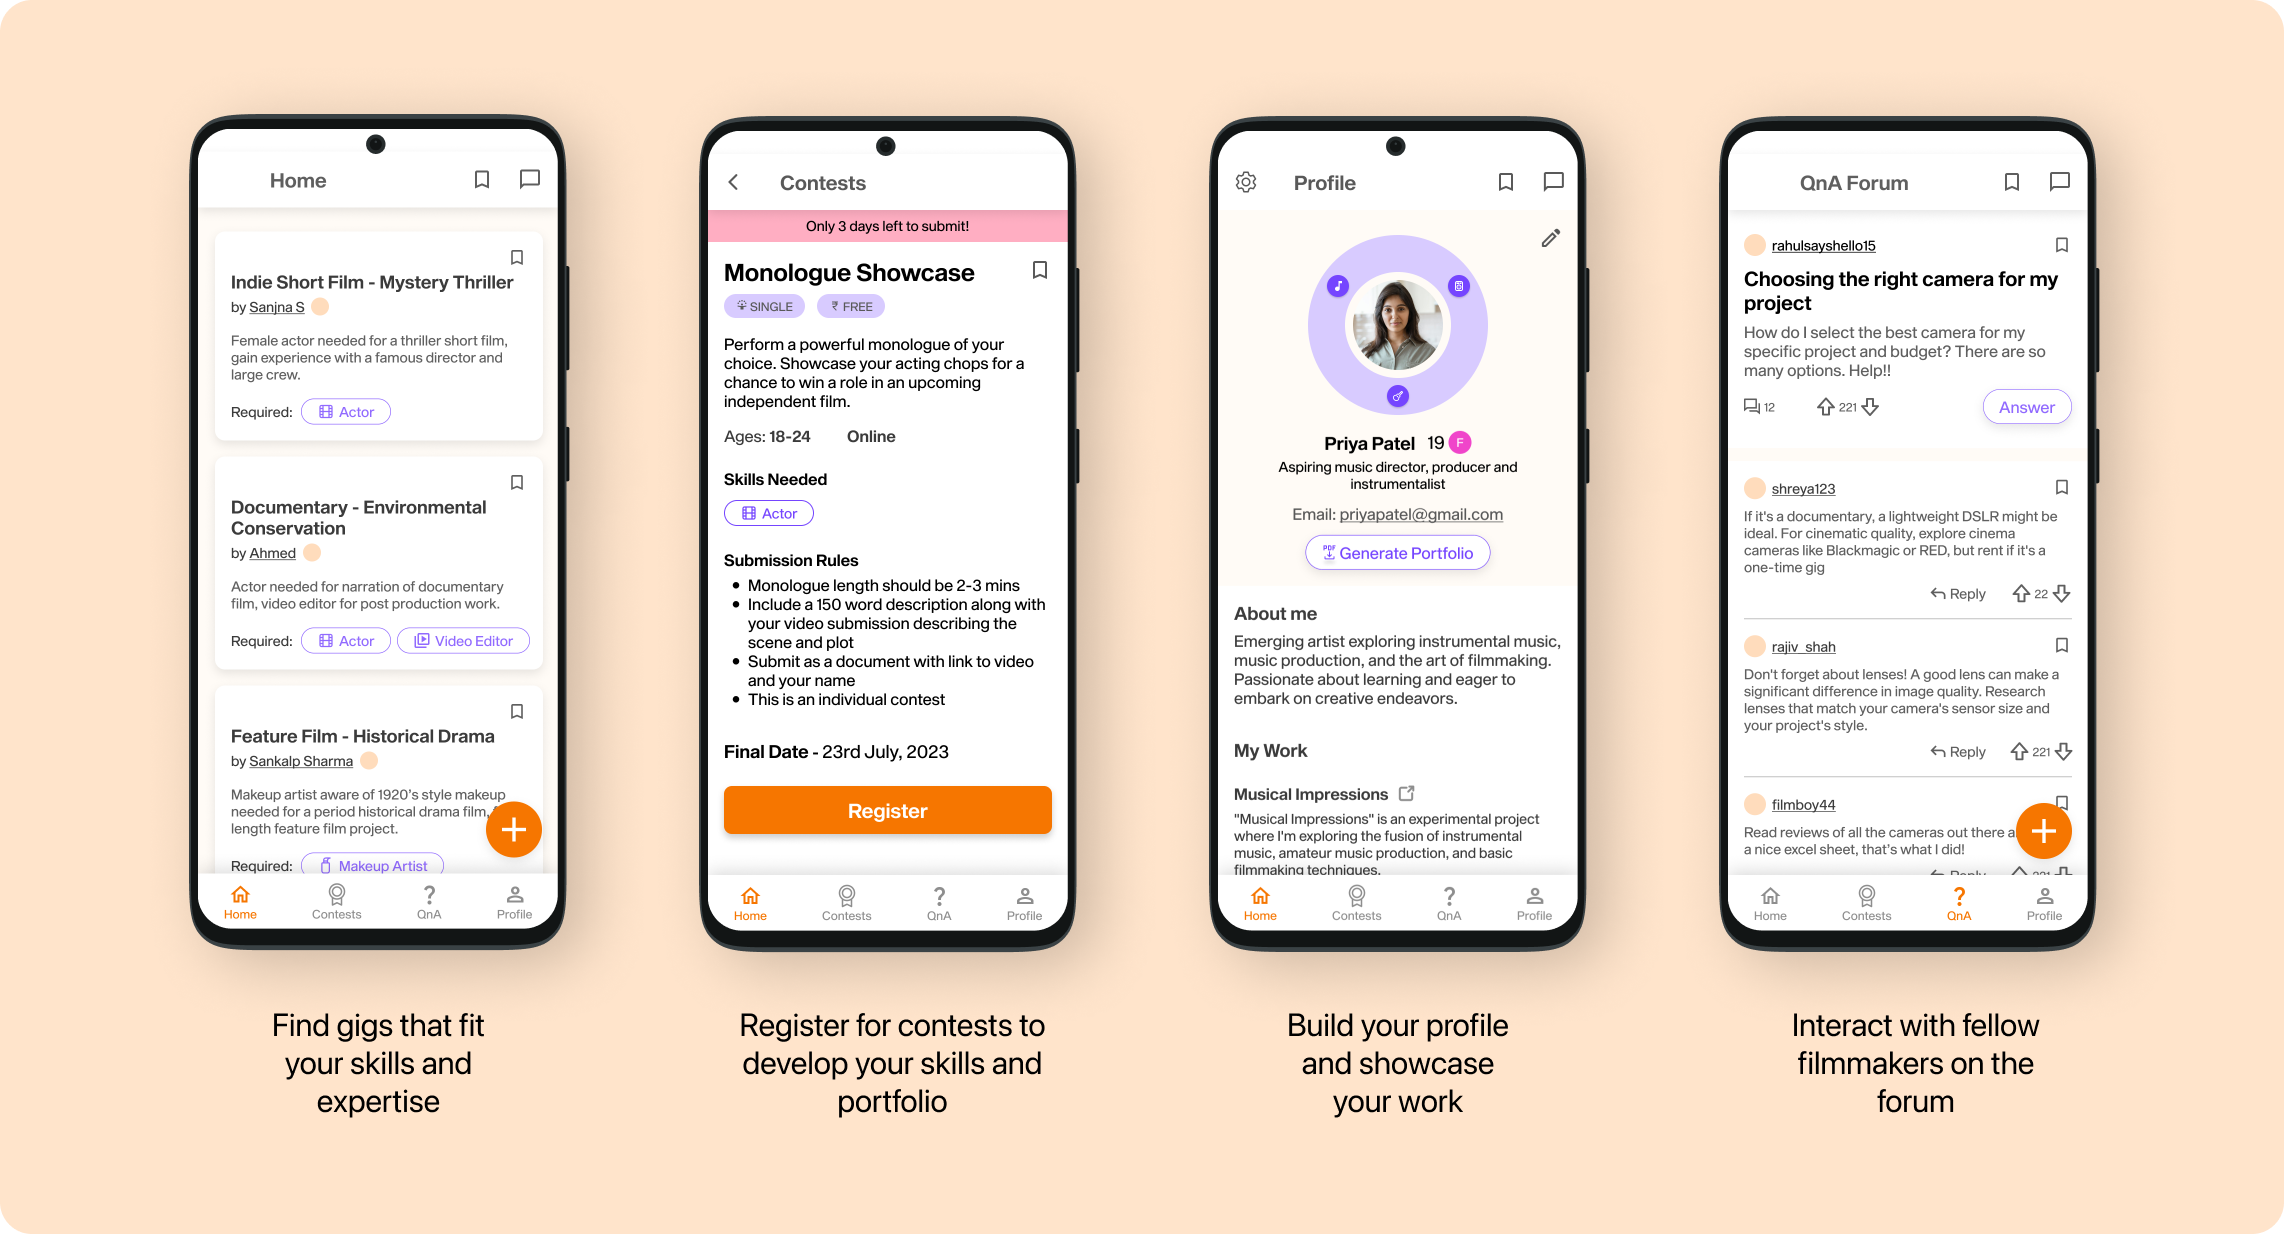 Home
Indie Short Film - Mystery Thriller
by Sanjna S
Female actor needed for a thriller short film,
gain experience with a famous director and
large crew.
Required: Actor
Documentary - Environmental
Conservation
by Ahmed
Actor needed for narration of documentary
film, video editor for post production work.
Required: Actor Video Editor
Feature Film - Historical Drama
by Sankalp Sharma
Makeup artist aware of 1920's style makeup
needed for a period historical drama film,
length feature film project.
Required: Makeup Artist
Home Contests QnA Profile
Find gigs that fit
your skills and
expertise
Contests
Only 3 days left to submit!
Monologue Showcase
SINGLE ₹ FREE
Perform a powerful monologue of your
choice. Showcase your acting chops for a
chance to win a role in an upcoming
independent film.
Ages: 18-24 Online
Skills Needed
Actor
Submission Rules
• Monologue length should be 2-3 mins
• Include a 150 word description along with
your video submission describing the
scene and plot
• Submit as a document with link to video
and your name
• This is an individual contest
Final Date - 23rd July, 2023
Register
Home Contests QnA Profile
Register for contests to
develop your skills and
portfolio
Profile
Priya Patel 19 F
Aspiring music director, producer and
instrumentalist
Email: priyapatel@gmail.com
PDF Generate Portfolio
About me
Emerging artist exploring instrumental music,
music production, and the art of filmmaking.
Passionate about learning and eager to
embark on creative endeavors.
My Work
Musical Impressions
"Musical Impressions" is an experimental project
where I'm exploring the fusion of instrumental
music, amateur music production, and basic
filmmaking techniques.
Home Contests QnA Profile
Build your profile
and showcase
your work
QnA Forum
rahulsayshello15
Choosing the right camera for my
project
How do I select the best camera for my
specific project and budget? There are so
many options. Help!!
12 221 Answer
shreya123
If it's a documentary, a lightweight DSLR might be
ideal. For cinematic quality, explore cinema
cameras like Blackmagic or RED, but rent if it's a
one-time gig
Reply 22
rajiv_shah
Don't forget about lenses! A good lens can make a
significant difference in image quality. Research
lenses that match your camera's sensor size and
your project's style.
Reply 221
filmboy44
Read reviews of all the cameras out there
a nice excel sheet, that's what I did!
Reply 221
Home Contests QnA Profile
Interact with fellow
filmmakers on the
forum